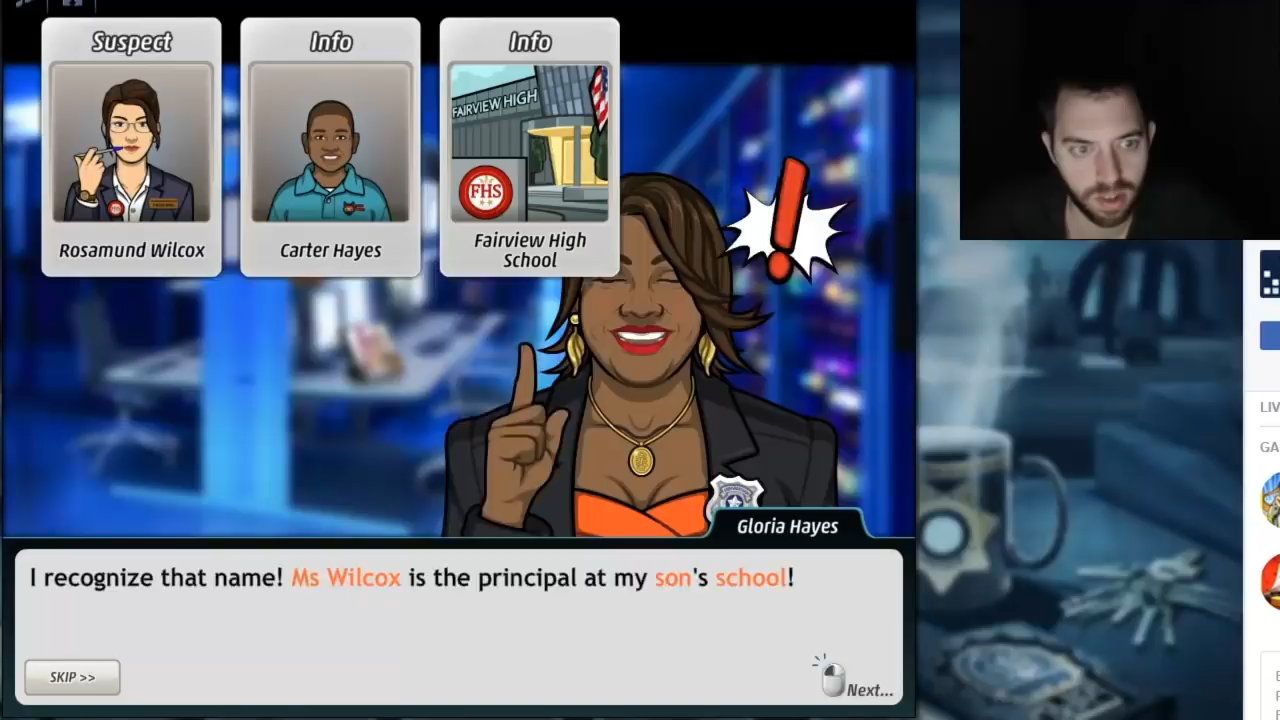 Suspect
Rosamund Wilcox
Info
Carter Hayes
Info
FAIRVIEW HIGH
FHS
Fairview High
School
Gloria Hayes
I recognize that name! Ms Wilcox is the principal at my son's school!
SKIP >>
Next...
LIV
GA